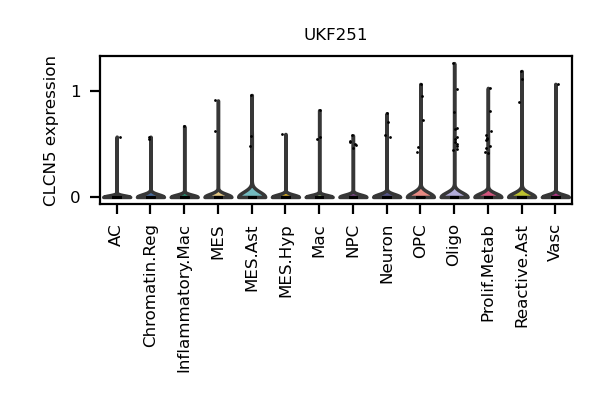 UKF251
CLCN5 expression
1
0
AC
Chromatin.Reg
Inflammatory.Mac
MES
MES.Ast
MES.Hyp
Mac
NPC
Neuron
OPC
Oligo
Prolif.Metab
Reactive.Ast
Vasc